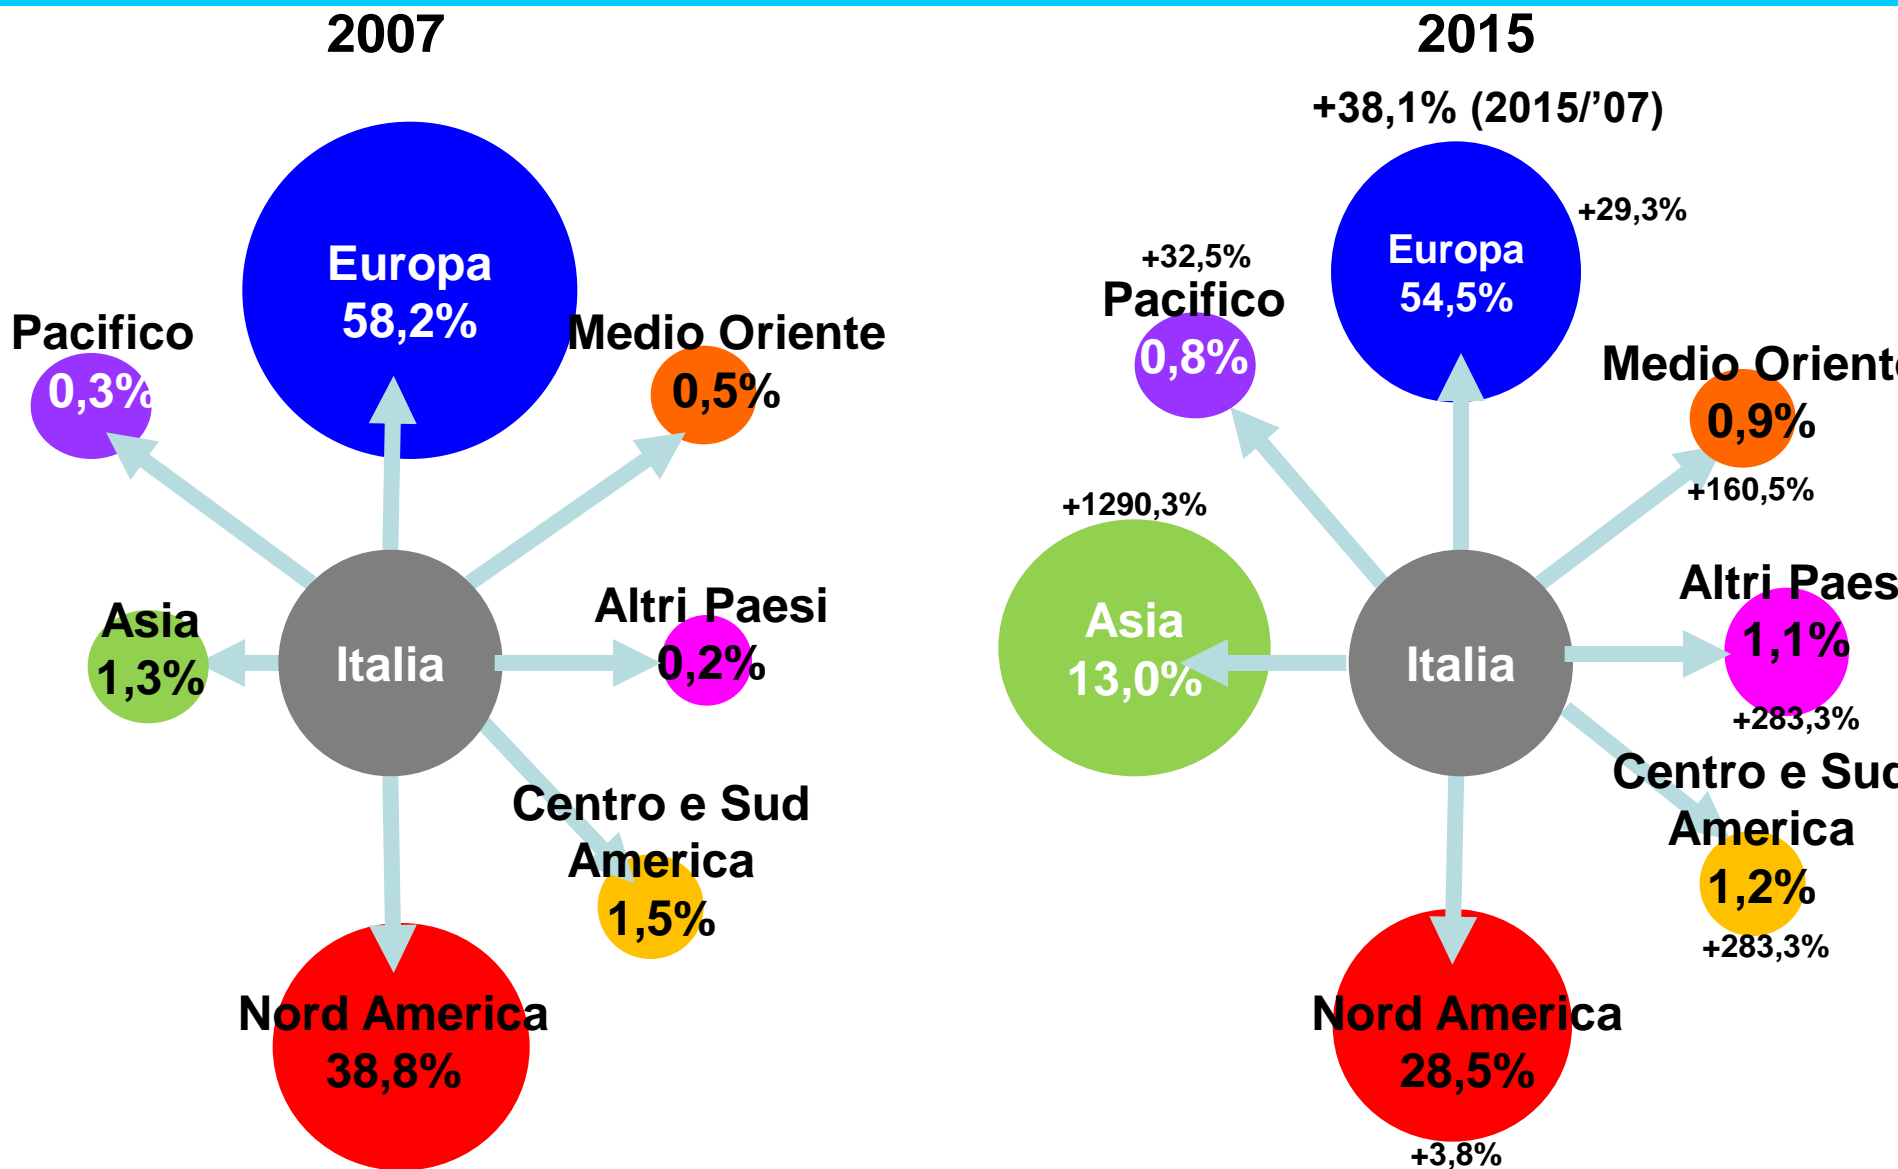 2007
Europa
58,2%
Pacifico
0,3%
Medio Oriente
0,5%
Asia
1,3%
Italia
Altri Paesi
0,2%
Centro e Sud
America
1,5%
Nord America
38,8%
2015
+38,1% (2015/’07)
+29,3%
Europa
54,5%
+32,5%
Pacifico
0,8%
Medio Oriente
0,9%
+160,5%
+1290,3%
Asia
13,0%
Italia
Altri Paes
1,1%
+283,3%
Centro e Sud
America
1,2%
+283,3%
Nord America
28,5%
+3,8%